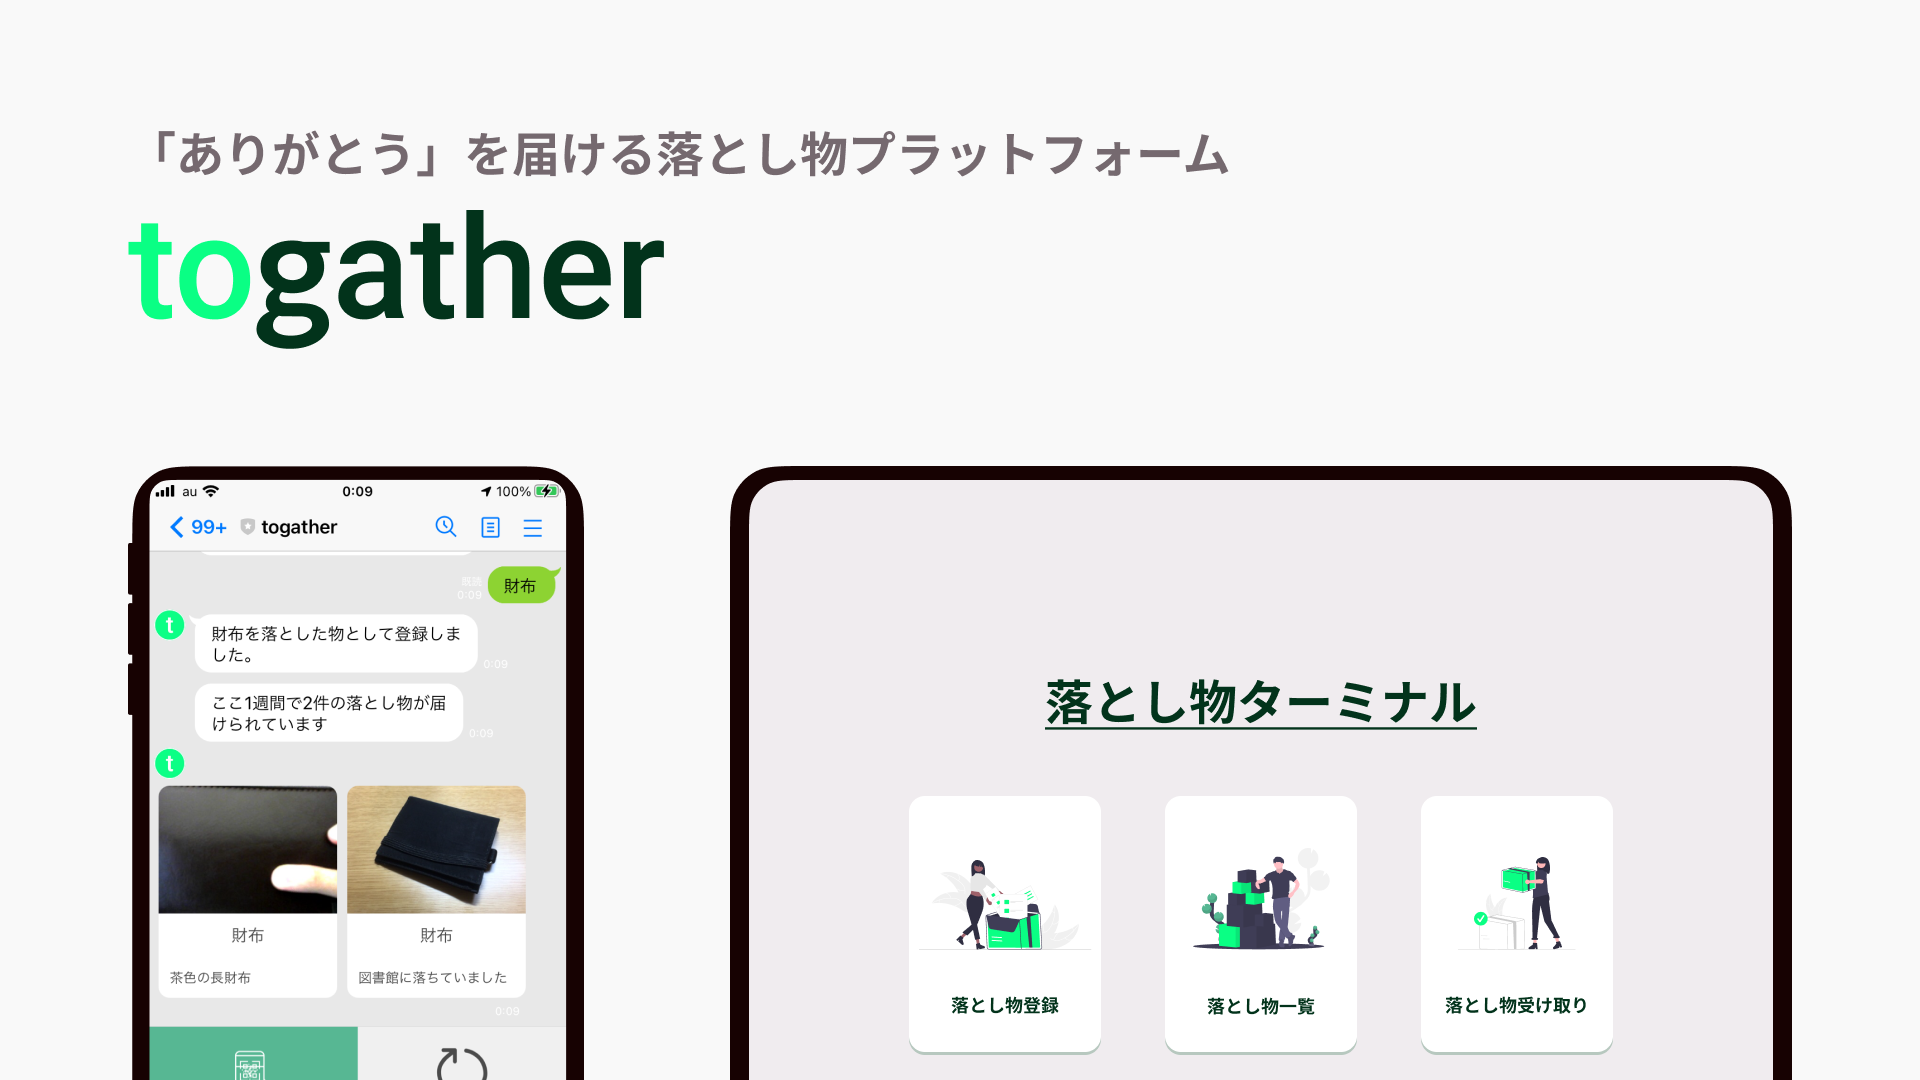 「ありがとう」を届ける落とし物プラットフォーム
togather
au
0:09
100%
99+
togather
既読
0:09
財布
t
財布を落とした物として登録しま
した。
0:09
ここ1週間で2件の落とし物が届
けられています
0:09
t
財布
財布
茶色の長財布
図書館に落ちていました
0:09
落とし物ターミナル
落とし物登録
落とし物一覧
落とし物受け取り